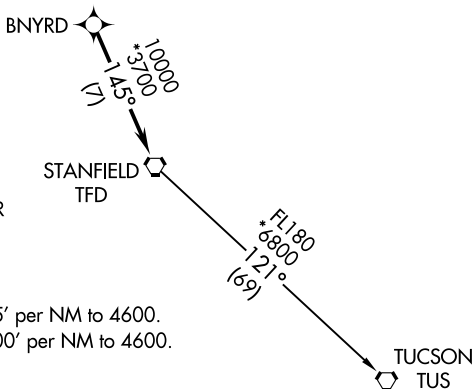 BNYRD
10000
*3700
145°
(7)
STANFIELD
TFD
R
FL180
*6800
121°
(69)
5' per NM to 4600.
00' per NM to 4600.
TUCSON
TUS